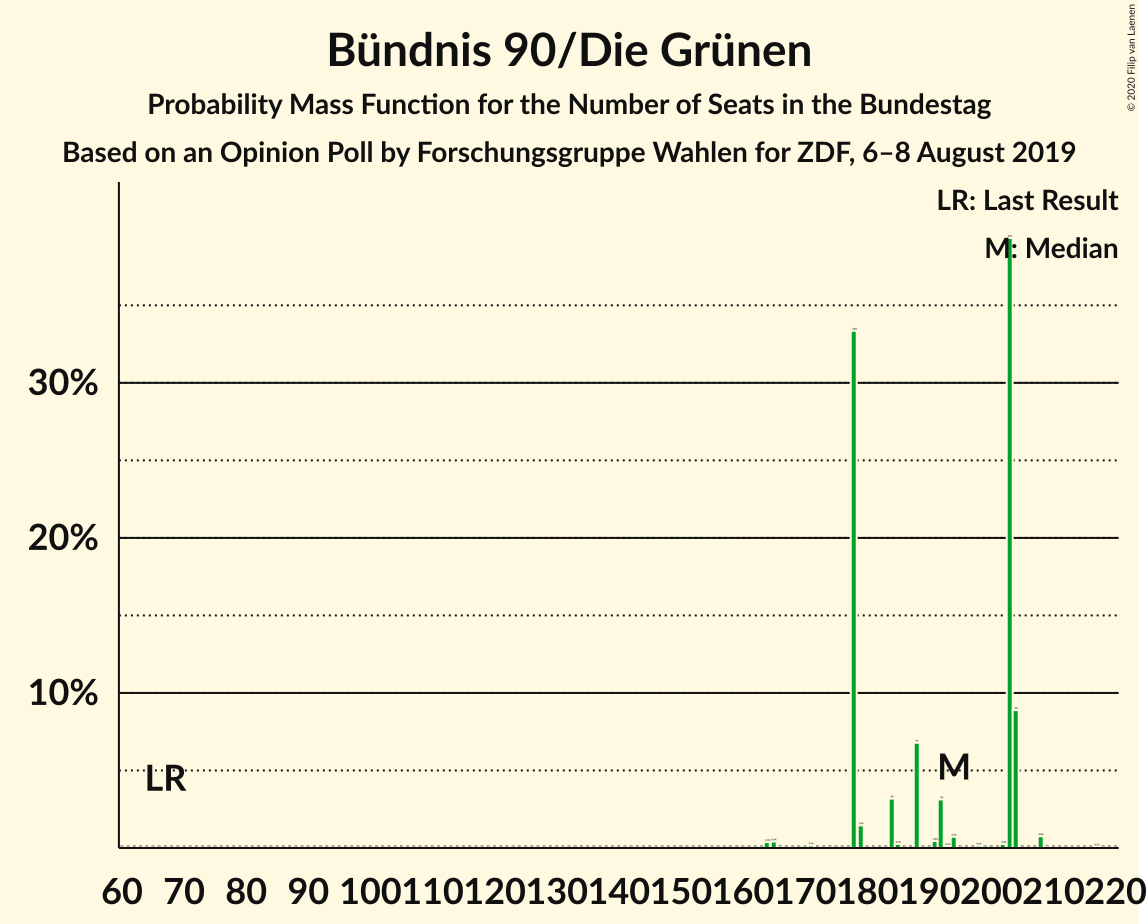 Bündnis 90/Die Grünen
Probability Mass Function for the Number of Seats in the Bundestag
Based on an Opinion Poll by Forschungsgruppe Wahlen for ZDF, 6–8 August 2019
© 2020 Filip van Laenen
LR: Last Result
M: Median
30%
20%
10%
LR
M
60 70 80 90 100 110 120 130 140 150 160 170 180 190 200 210 220